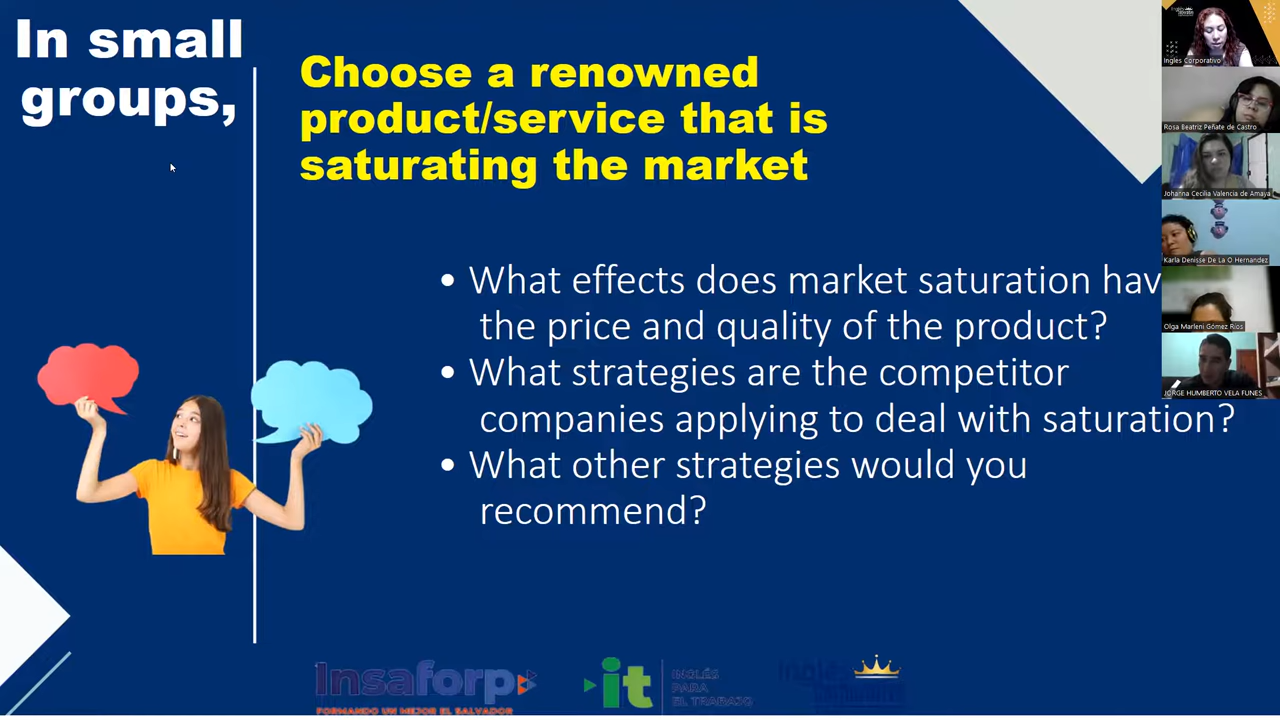 In small
groups,
Choose a renowned
product/service that is
saturating the market
• What effects does market saturation hav
the price and quality of the product?
• What strategies are the competitor
companies applying to deal with saturation?
• What other strategies would you
recommend?
Ingles Corporativo
Rosa Beatriz Peñate de Castro
Johanna Cecilia Valencia de Amaya
Karla Denisse De La O Hernandez
Olga Marleni Gómez Rios
JORGE HUMBERTO VELA FUNES
Insaforp
FORMANDO UN MEJOR EL SALVADOR
it
INGLÉS
PARA
EL TRABAJO
Ingles